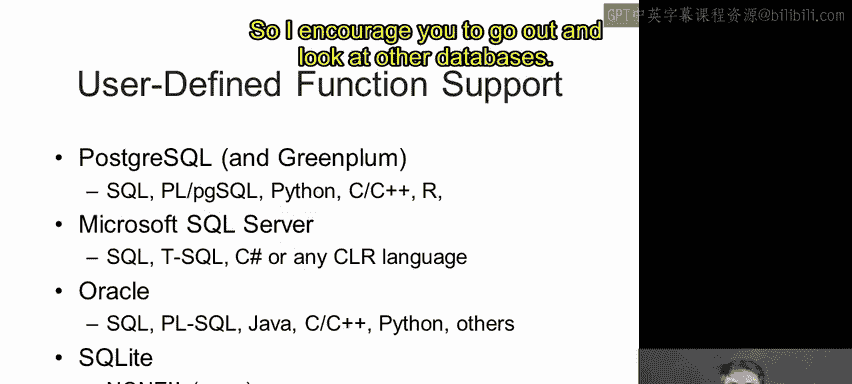 GPT中英字幕课程资源@bilibili.com
So I encourage you to go out and
look at other databases.
User-Defined Function Support
• PostgreSQL (and Greenplum)
– SQL, PL/pgSQL, Python, C/C++, R,
• Microsoft SQL Server
– SQL, T-SQL, C# or any CLR language
• Oracle
– SQL, PL-SQL, Java, C/C++, Python, others
• SQLite